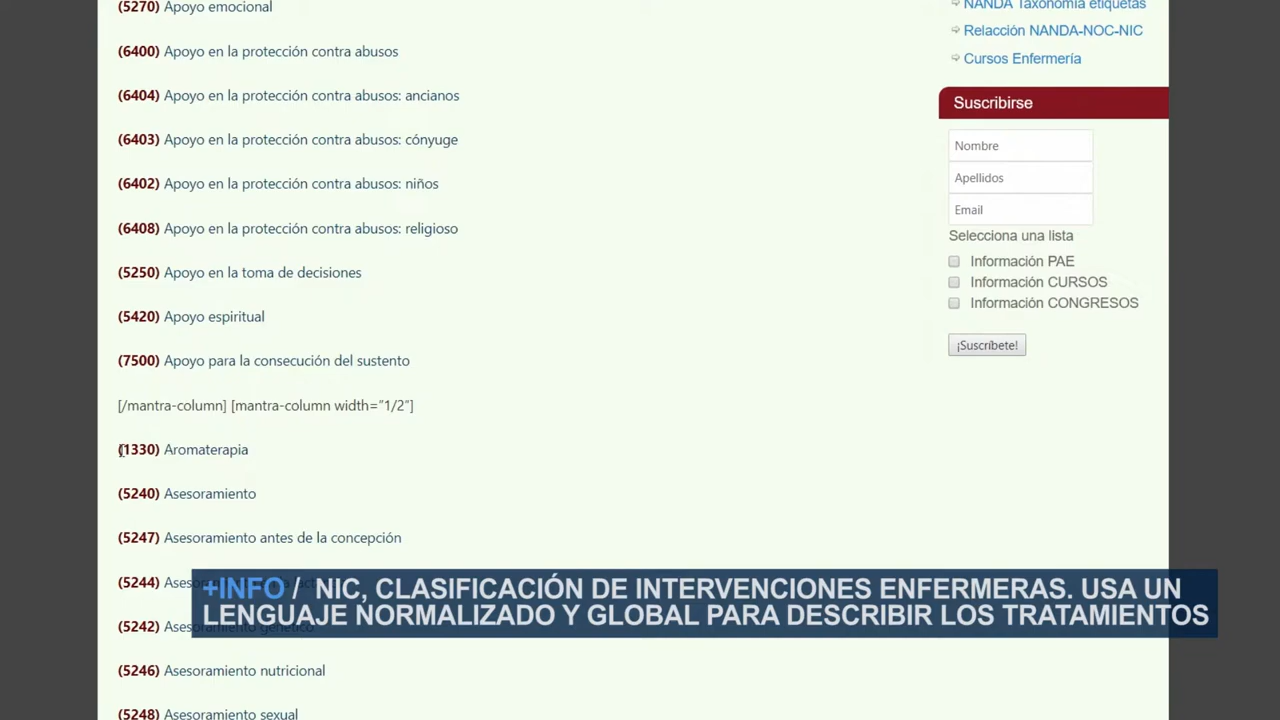 (5270) Apoyo emocional
(6400) Apoyo en la protección contra abusos
(6404) Apoyo en la protección contra abusos: ancianos
(6403) Apoyo en la protección contra abusos: cónyuge
(6402) Apoyo en la protección contra abusos: niños
(6408) Apoyo en la protección contra abusos: religioso
(5250) Apoyo en la toma de decisiones
(5420) Apoyo espiritual
(7500) Apoyo para la consecución del sustento
[/mantra-column] [mantra-column width="1/2"]
(1330) Aromaterapia
(5240) Asesoramiento
(5247) Asesoramiento antes de la concepción
(5244)
(5242)
(5246) Asesoramiento nutricional
(5248) Asesoramiento sexual
NANDA Taxonomía etiquetas
Relacción NANDA-NOC-NIC
Cursos Enfermería
Suscribirse
Nombre
Apellidos
Email
Selecciona una lista
Información PAE
Información CURSOS
Información CONGRESOS
¡Suscríbete!
+INFO / NIC, CLASIFICACIÓN DE INTERVENCIONES ENFERMERAS. USA UN
LENGUAJE NORMALIZADO Y GLOBAL PARA DESCRIBIR LOS TRATAMIENTOS